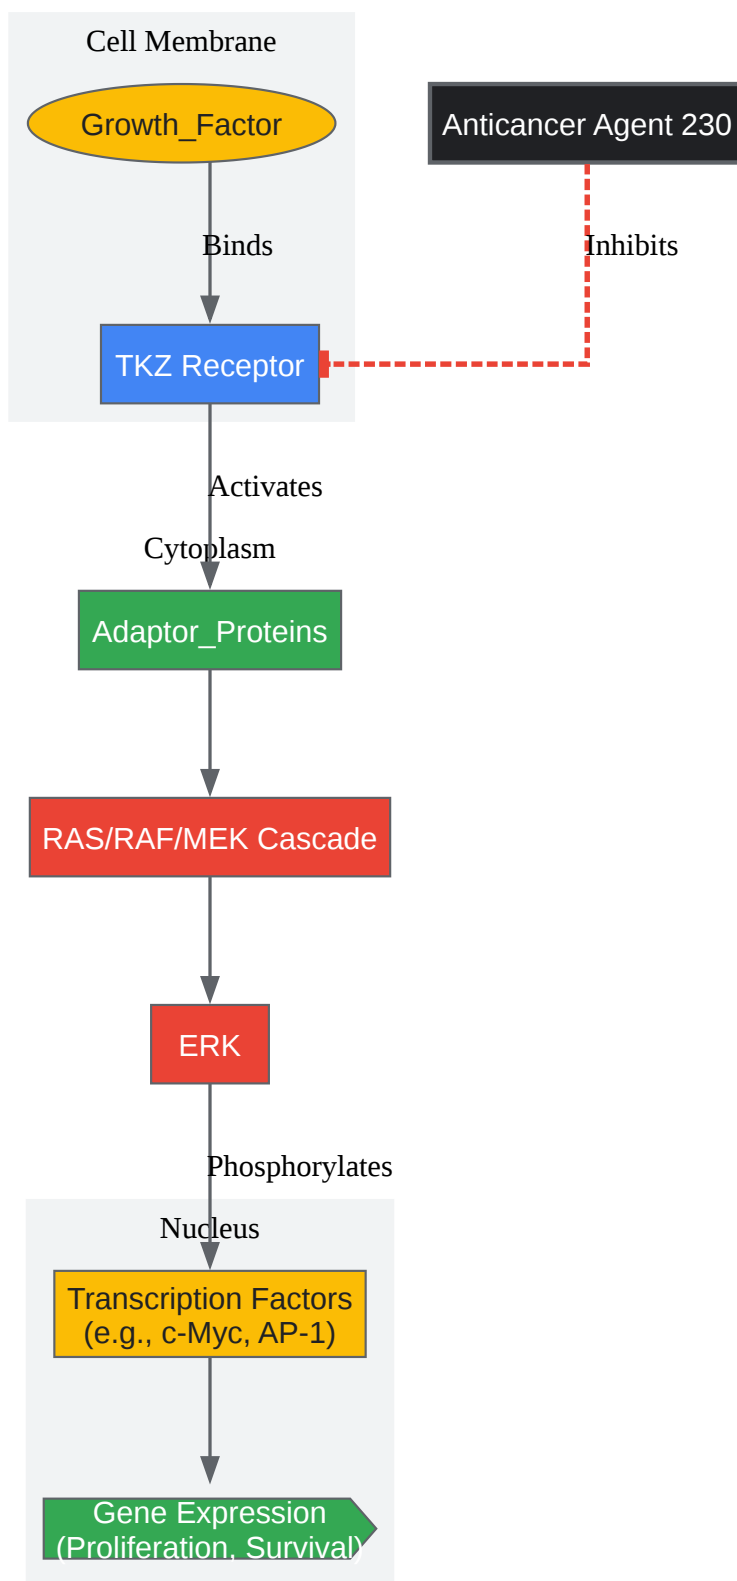 Cell Membrane
Growth_Factor
Anticancer Agent 230
Binds
Inhibits
TKZ Receptor
Activates
Cytoplasm
Adaptor_Proteins
RAS/RAF/MEK Cascade
ERK
Phosphorylates
Nucleus
Transcription Factors
(e.g., c-Myc, AP-1)
Gene Expression
(Proliferation, Survival)